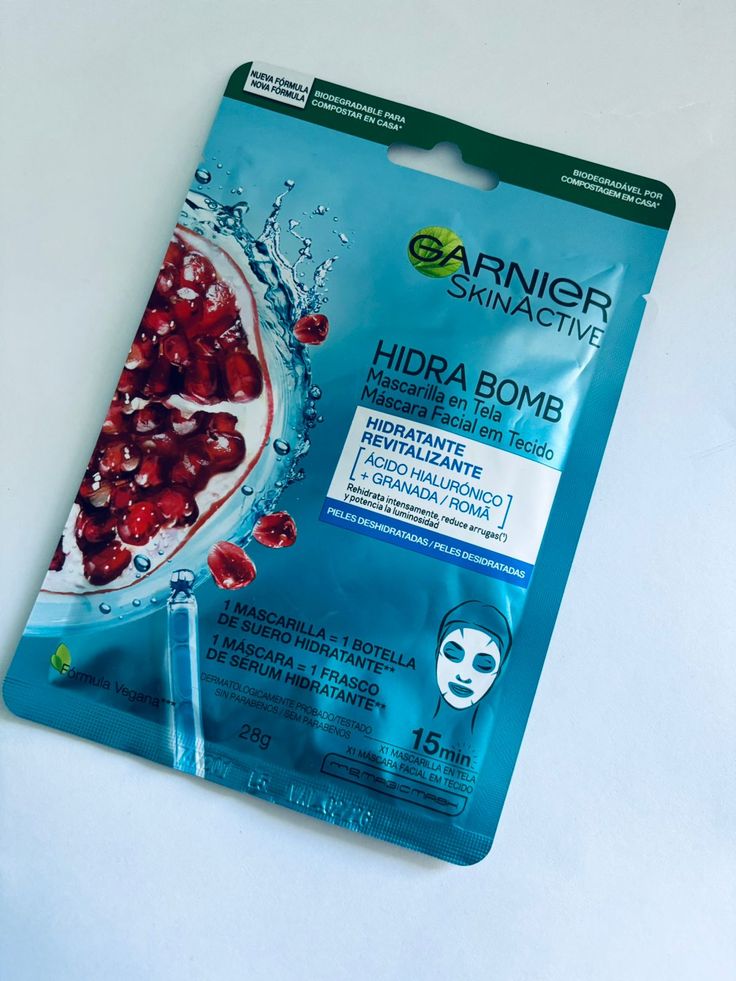 NUEVA FÓRMULA
NOVA FÓRMULA
BIODEGRADABLE PARA
COMPOSTAR EN CASA*
BIODEGRADÁVEL POR
COMPOSTAGEM EM CASA*
GARNIER
SKINACTIVE
HIDRA BOMB
Mascarilla en Tela
Máscara Facial em Tecido
HIDRATANTE
REVITALIZANTE
ÁCIDO HIALURÓNICO
+ GRANADA / ROMÃ
Rehidrata intensamente, reduce arrugas(*)
y potencia la luminosidad
PIELES DESHIDRATADAS / PELES DESIDRATADAS
1 MASCARILLA = 1 BOTELLA
DE SUERO HIDRATANTE**
1 MÁSCARA = 1 FRASCO
DE SÉRUM HIDRATANTE**
DERMATOLOGICAMENTE PROBADO/TESTADO
SIN PARABENOS / SEM PARABENOS
Fórmula Vegana***
28g
15min
X1 MASCARILLA EN TELA
X1 MÁSCARA FACIAL EM TECIDO